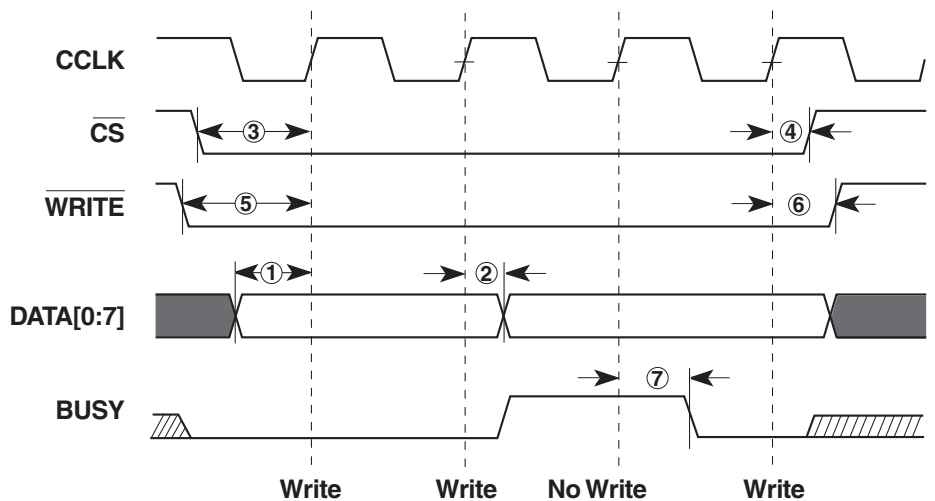 CCLK
CS
③
④
WRITE
⑤
⑥
①
②
DATA[0:7]
⑦
BUSY
Write
Write
No Write
Write